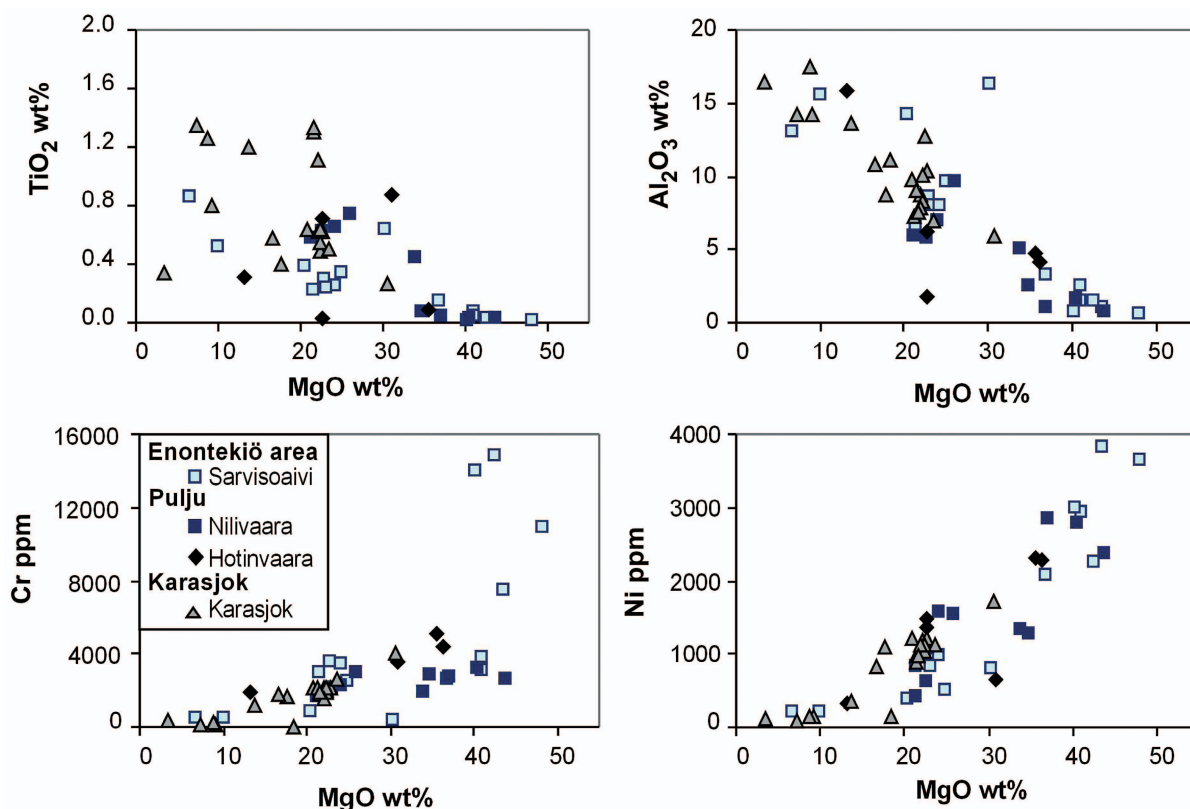 2.0
1.6
1.2
0.8
0.4
0.0
TiO2 wt%
0 10 20 30 40 50
MgO wt%
20
15
10
5
0
Al2O3 wt%
0 10 20 30 40 50
MgO wt%
16000
12000
8000
4000
0
Cr ppm
Enontekiö area
Sarvisoaivi
Pulju
Nilivaara
Hotinvaara
Karasjok
Karasjok
0 10 20 30 40 50
MgO wt%
4000
3000
2000
1000
0
Ni ppm
0 10 20 30 40 50
MgO wt%